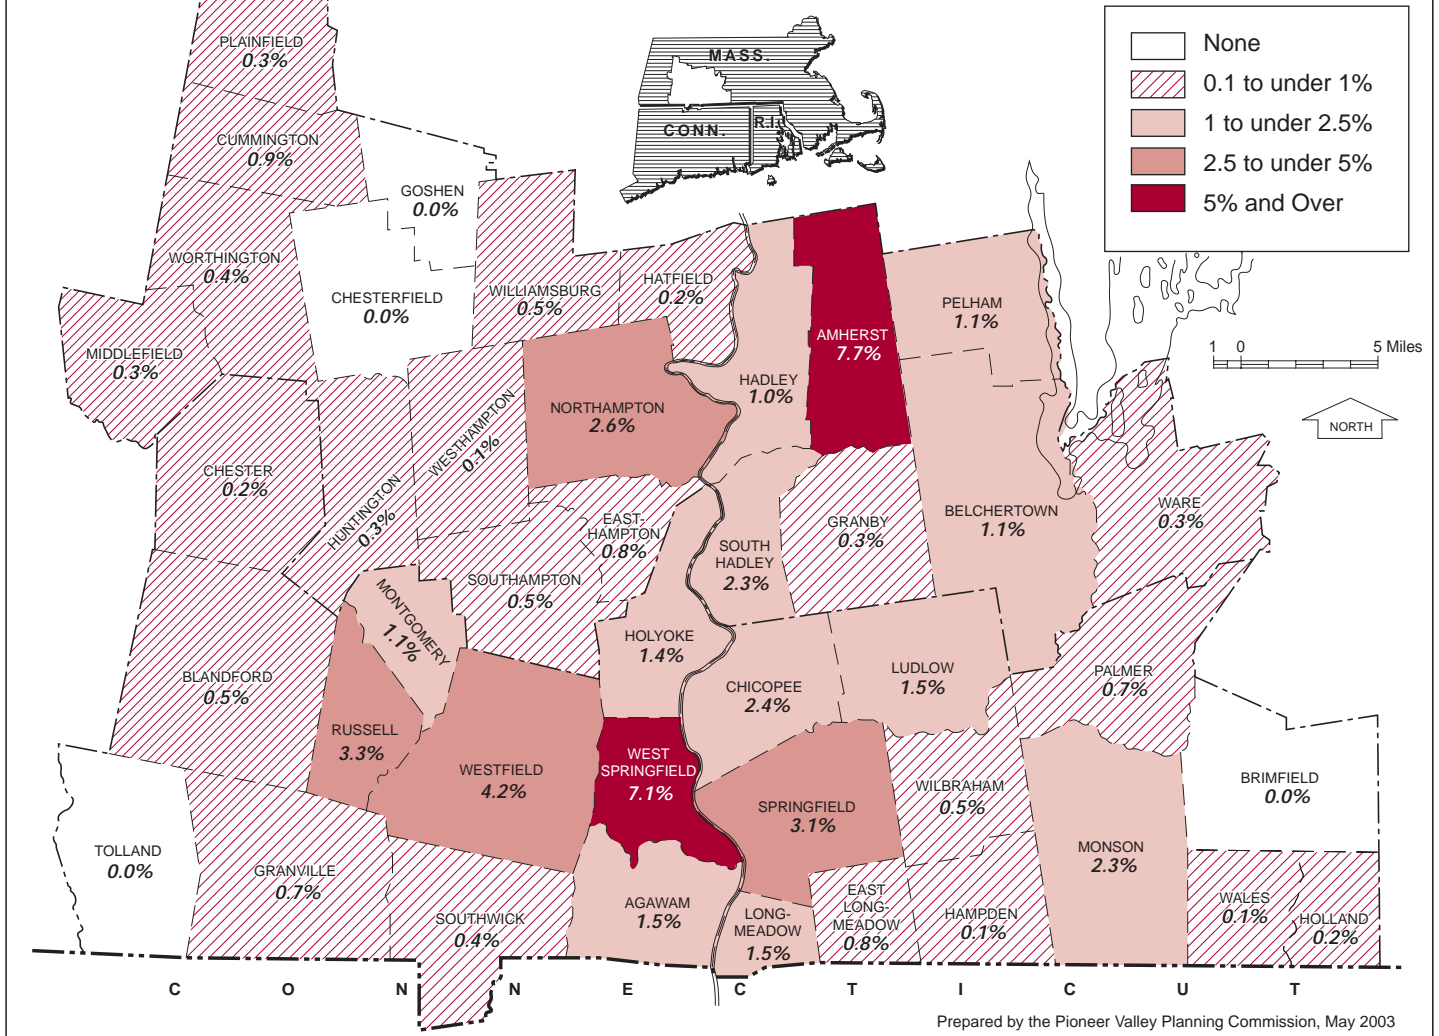 None
0.1 to under 1%
1 to under 2.5%
2.5 to under 5%
5% and Over
MASS.
CONN.
R.I.
1 0 5 Miles
NORTH
PLAINFIELD
0.3%
CUMMINGTON
0.9%
GOSHEN
0.0%
WORTHINGTON
0.4%
CHESTERFIELD
0.0%
WILLIAMSBURG
0.5%
HATFIELD
0.2%
MIDDLEFIELD
0.3%
PELHAM
1.1%
AMHERST
7.7%
HADLEY
1.0%
NORTHAMPTON
2.6%
WESTHAMPTON
0.1%
CHESTER
0.2%
HUNTINGTON
0.3%
EAST-
HAMPTON
0.8%
SOUTH
HADLEY
2.3%
GRANBY
0.3%
BELCHERTOWN
1.1%
WARE
0.3%
SOUTHAMPTON
0.5%
MONTGOMERY
1.1%
HOLYOKE
1.4%
BLANDFORD
0.5%
CHICOPEE
2.4%
LUDLOW
1.5%
PALMER
0.7%
RUSSELL
3.3%
WESTFIELD
4.2%
WEST
SPRINGFIELD
7.1%
SPRINGFIELD
3.1%
WILBRAHAM
0.5%
BRIMFIELD
0.0%
MONSON
2.3%
TOLLAND
0.0%
GRANVILLE
0.7%
SOUTHWICK
0.4%
AGAWAM
1.5%
LONG-
MEADOW
1.5%
EAST
LONG-
MEADOW
0.8%
HAMPDEN
0.1%
WALES
0.1%
HOLLAND
0.2%
C O N N E C T I C U T
Prepared by the Pioneer Valley Planning Commission, May 2003